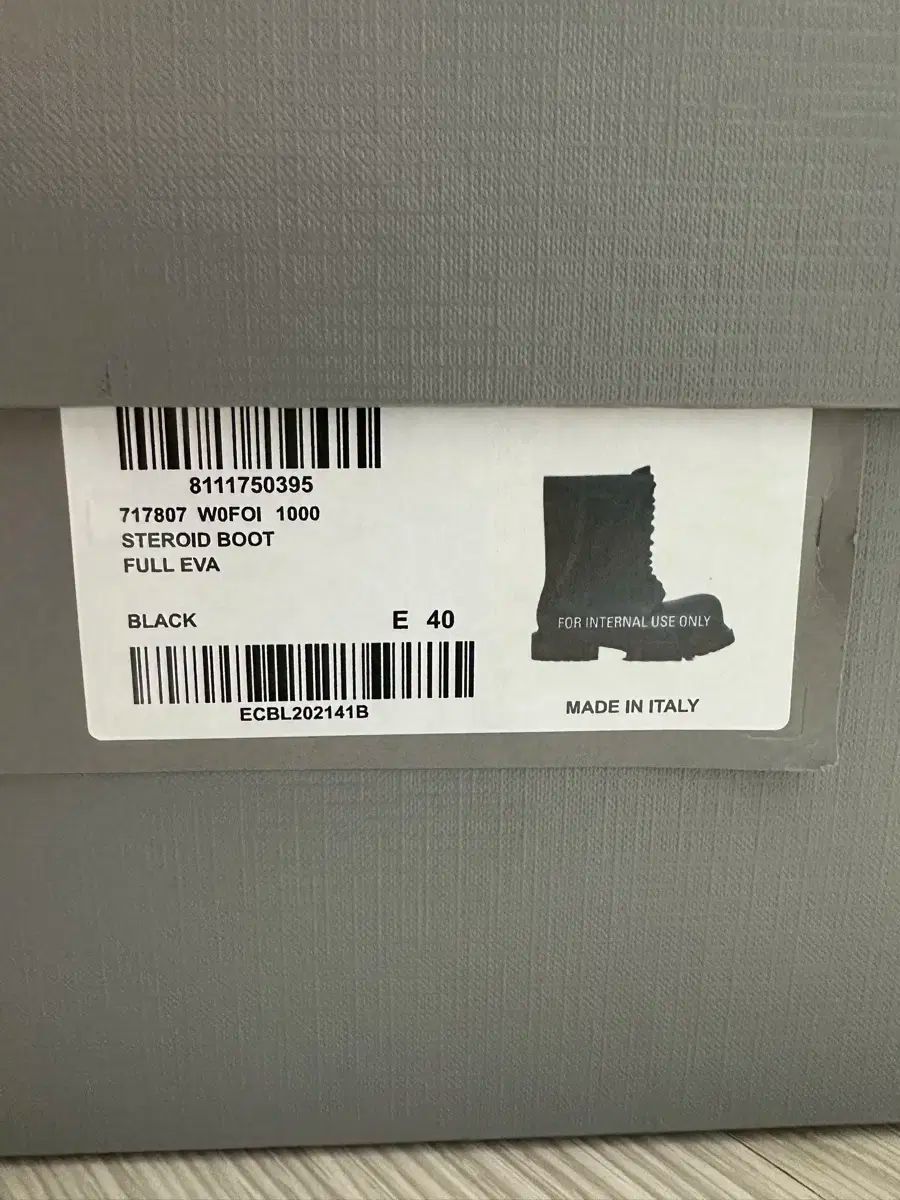 8111750395
717807 W0FOI 1000
STEROID BOOT
FULL EVA
BLACK E 40
ECBL202141B
FOR INTERNAL USE ONLY
MADE IN ITALY